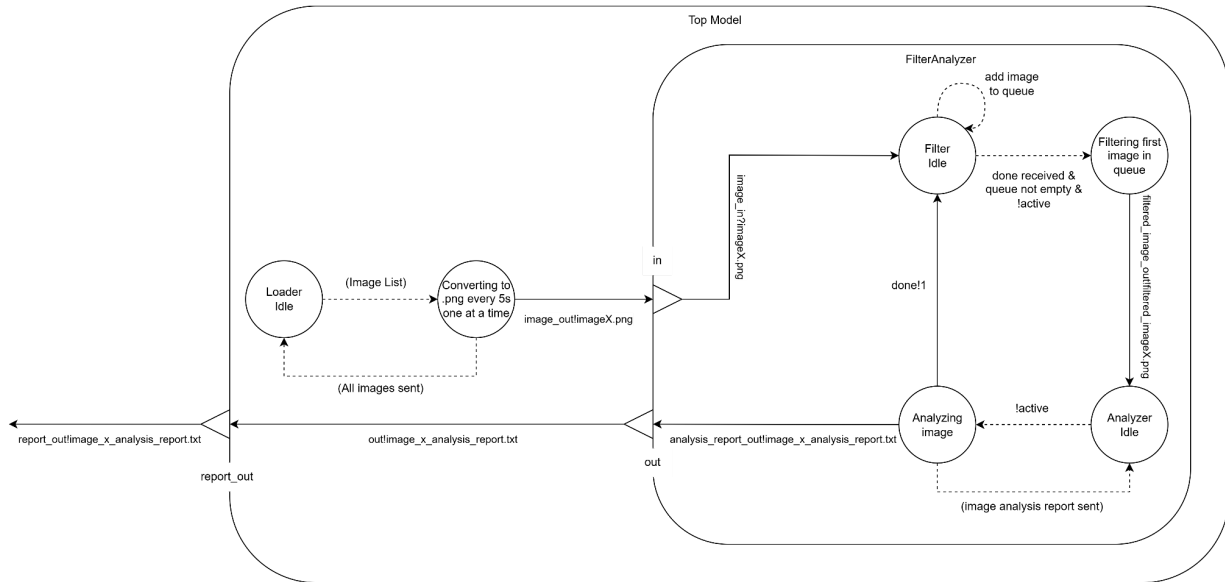 Top Model
FilterAnalyzer
add image
to queue
Filter
Idle
Filtering first
image in
queue
done received &
queue not empty &
!active
image_in?imageX.png
filtered_image_out!filtered_imageX.png
in
(Image List)
Loader
Idle
Converting to
.png every 5s
one at a time
image_out!imageX.png
done!1
(All images sent)
!active
Analyzing
image
Analyzer
Idle
report_out!image_x_analysis_report.txt
out!image_x_analysis_report.txt
analysis_report_out!image_x_analysis_report.txt
report_out
out
(image analysis report sent)